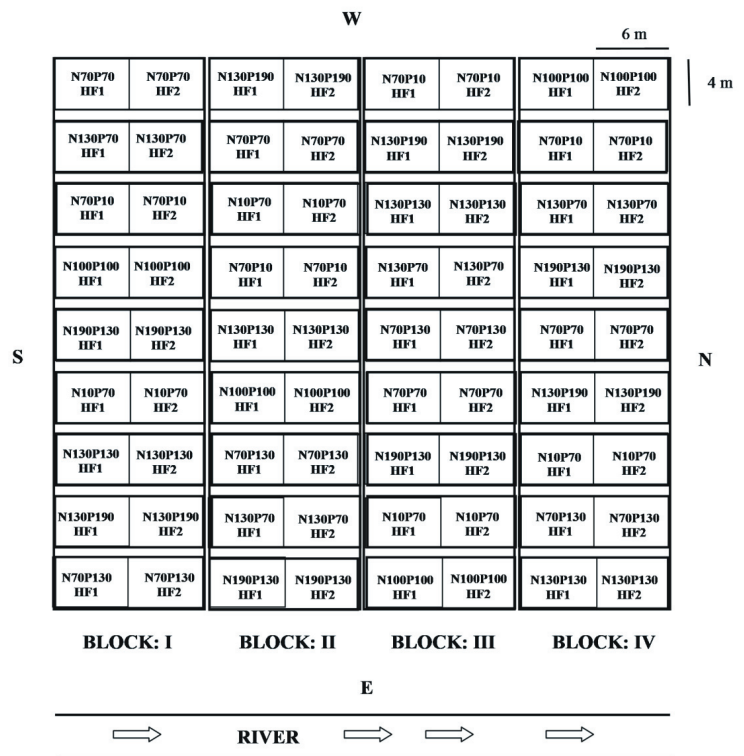 W
6 m
4 m
N70P70 N70P70 N130P190 N130P190 N70P10 N70P10 N100P100 N100P100
HF1 HF2 HF1 HF2 HF1 HF2 HF1 HF2
N130P70 N130P70 N70P70 N70P70 N130P190 N130P190 N70P10 N70P10
HF1 HF2 HF1 HF2 HF1 HF2 HF1 HF2
N70P10 N70P10 N10P70 N10P70 N130P130 N130P130 N130P70 N130P70
HF1 HF2 HF1 HF2 HF1 HF2 HF1 HF2
N100P100 N100P100 N70P10 N70P10 N130P70 N130P70 N190P130 N190P130
HF1 HF2 HF1 HF2 HF1 HF2 HF1 HF2
N190P130 N190P130 N130P130 N130P130 N70P130 N70P130 N70P70 N70P70
HF1 HF2 HF1 HF2 HF1 HF2 HF1 HF2
S
N
N10P70 N10P70 N100P100 N100P100 N70P70 N70P70 N130P190 N130P190
HF1 HF2 HF1 HF2 HF1 HF2 HF1 HF2
N130P130 N130P130 N70P130 N70P130 N190P130 N190P130 N10P70 N10P70
HF1 HF2 HF1 HF2 HF1 HF2 HF1 HF2
N130P190 N130P190 N130P70 N130P70 N10P70 N10P70 N70P130 N70P130
HF1 HF2 HF1 HF2 HF1 HF2 HF1 HF2
N70P130 N70P130 N190P130 N190P130 N100P100 N100P100 N130P130 N130P130
HF1 HF2 HF1 HF2 HF1 HF2 HF1 HF2
BLOCK: I BLOCK: II BLOCK: III BLOCK: IV
E
RIVER